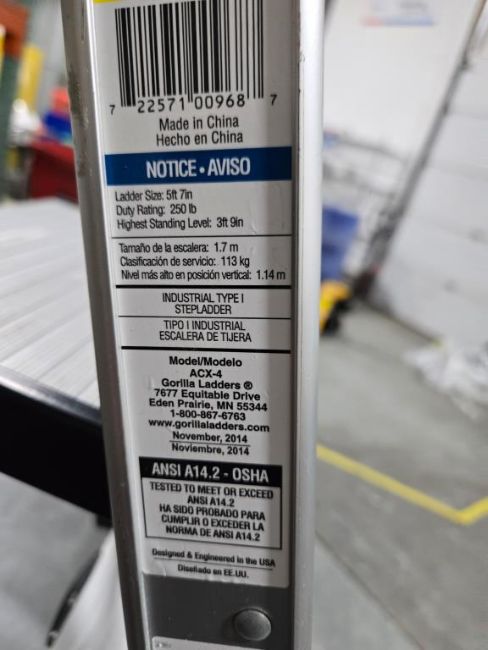 7 22571 00968 7
Made in China
Hecho en China
NOTICE • AVISO
Ladder Size: 5ft 7in
Duty Rating: 250 lb
Highest Standing Level: 3ft 9in
Tamaño de la escalera: 1.7 m
Clasificación de servicio: 113 kg
Nivel más alto en posición vertical: 1.14 m
INDUSTRIAL TYPE I
STEPLADDER
TIPO I INDUSTRIAL
ESCALERA DE TIJERA
Model/Modelo
ACX-4
Gorilla Ladders ®
7677 Equitable Drive
Eden Prairie, MN 55344
1-800-867-6763
www.gorillaladders.com
November, 2014
Noviembre, 2014
ANSI A14.2 - OSHA
TESTED TO MEET OR EXCEED
ANSI A14.2
HA SIDO PROBADO PARA
CUMPLIR O EXCEDER LA
NORMA DE ANSI A14.2
Designed & Engineered in the USA
Diseñado en EE.UU.